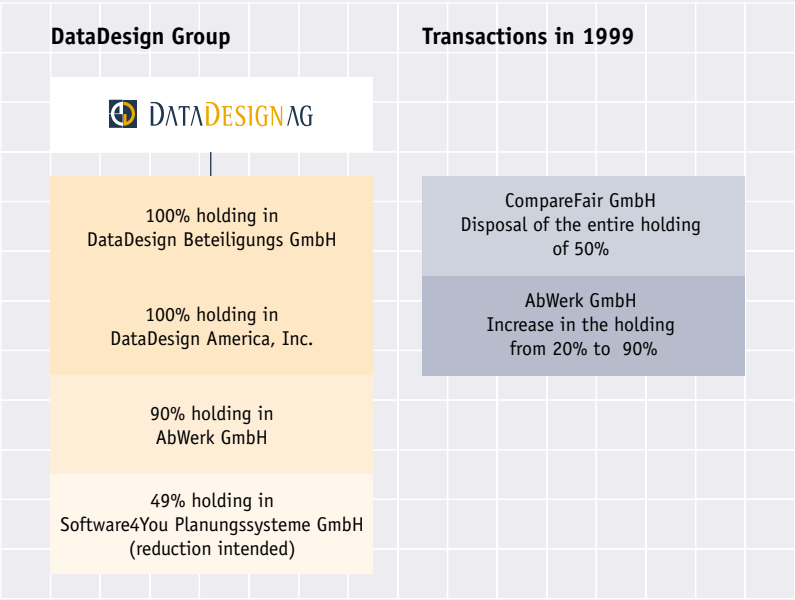 DataDesign Group
DATADESIGN AG
100% holding in
DataDesign Beteiligungs GmbH
100% holding in
DataDesign America, Inc.
90% holding in
AbWerk GmbH
49% holding in
Software4You Planungssysteme GmbH
(reduction intended)
Transactions in 1999
CompareFair GmbH
Disposal of the entire holding
of 50%
AbWerk GmbH
Increase in the holding
from 20% to 90%